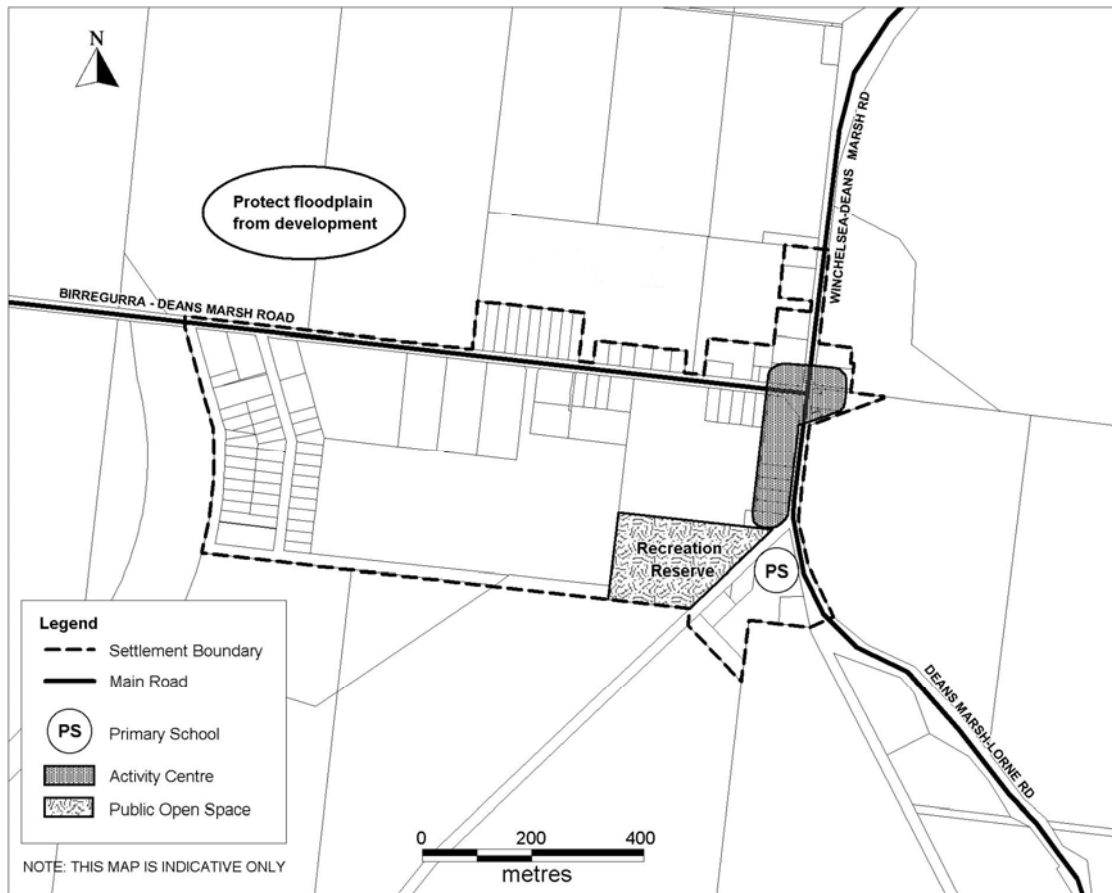 N
Protect floodplain
from development
WINCHELSEA-DEANS MARSH RD
BIRREGURRA - DEANS MARSH ROAD
Recreation
Reserve
PS
DEANS MARSH-LORNE RD
Legend
Settlement Boundary
Main Road
PS Primary School
Activity Centre
Public Open Space
NOTE: THIS MAP IS INDICATIVE ONLY
0 200 400
metres